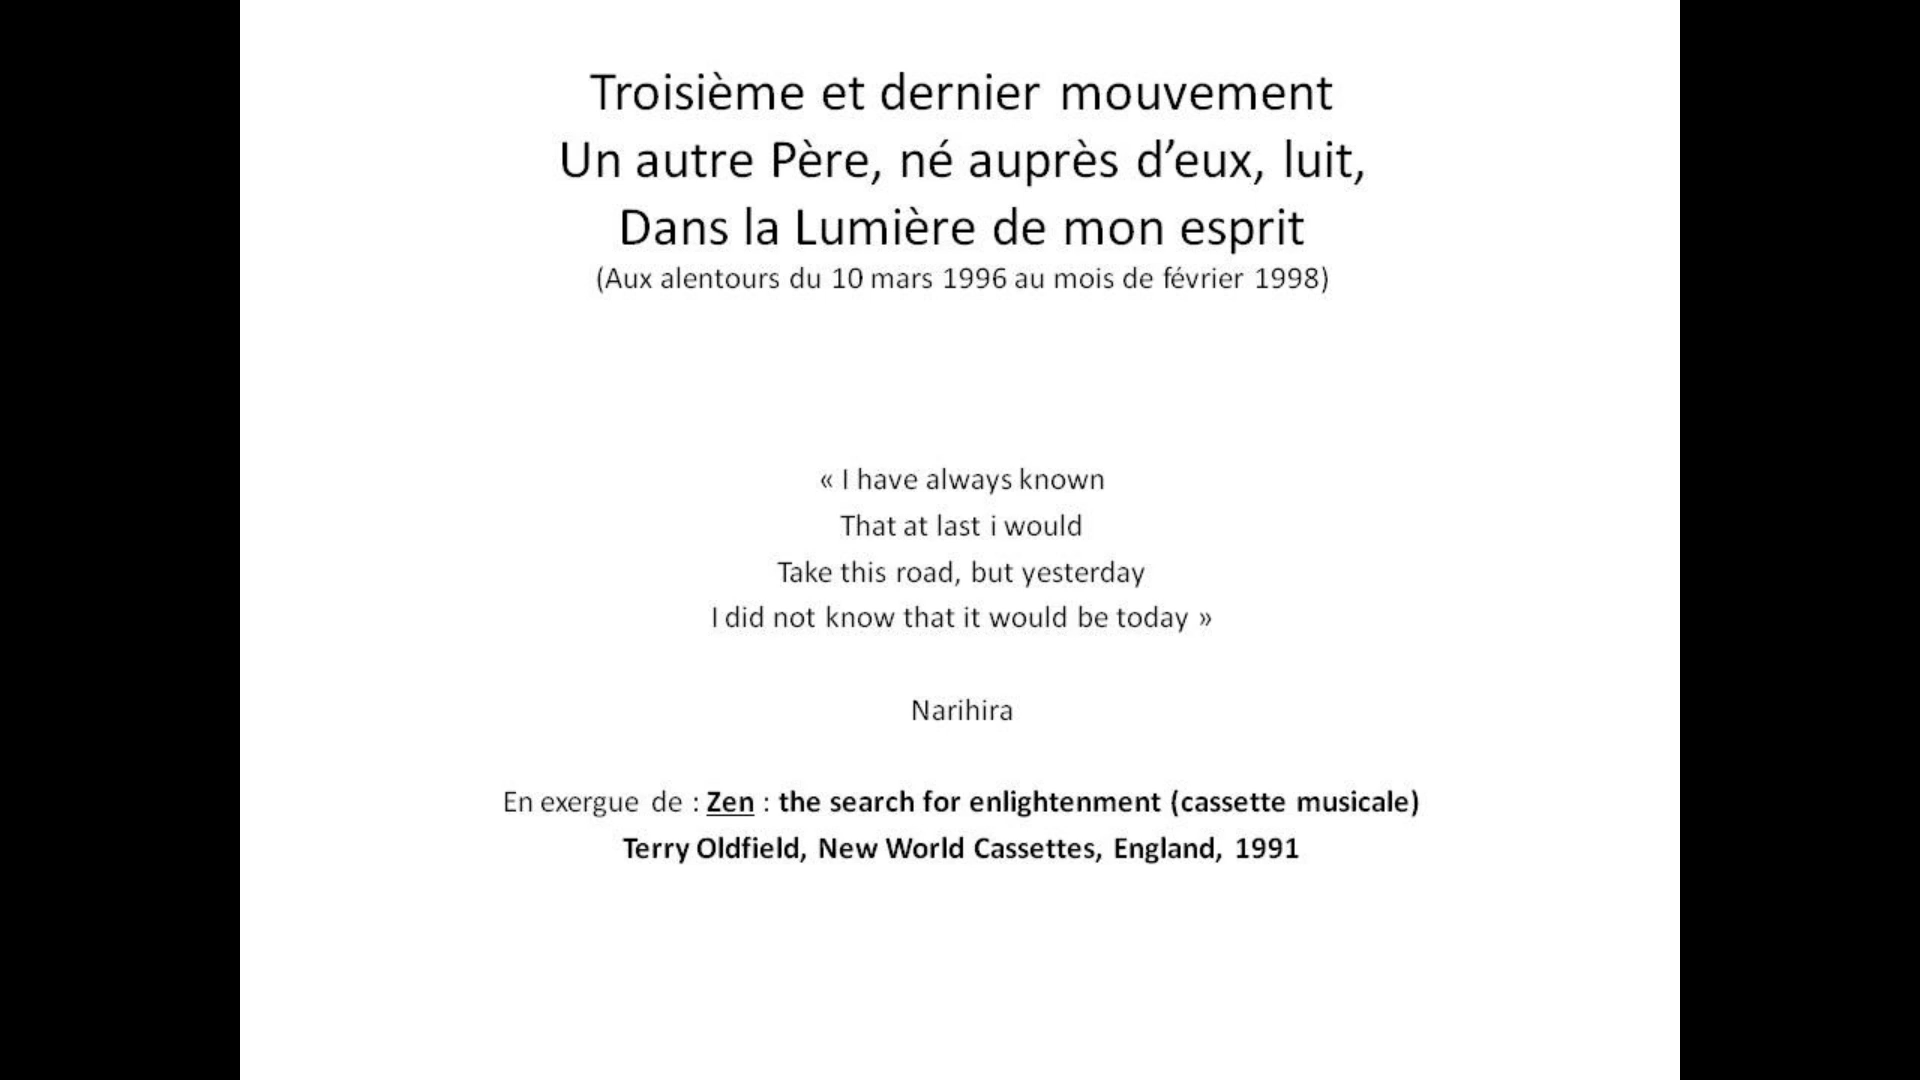 Troisième et dernier mouvement
Un autre Père, né auprès d’eux, luit,
Dans la Lumière de mon esprit
(Aux alentours du 10 mars 1996 au mois de février 1998)
« I have always known
That at last i would
Take this road, but yesterday
I did not know that it would be today »
Narihira
En exergue de : Zen : the search for enlightenment (cassette musicale)
Terry Oldfield, New World Cassettes, England, 1991